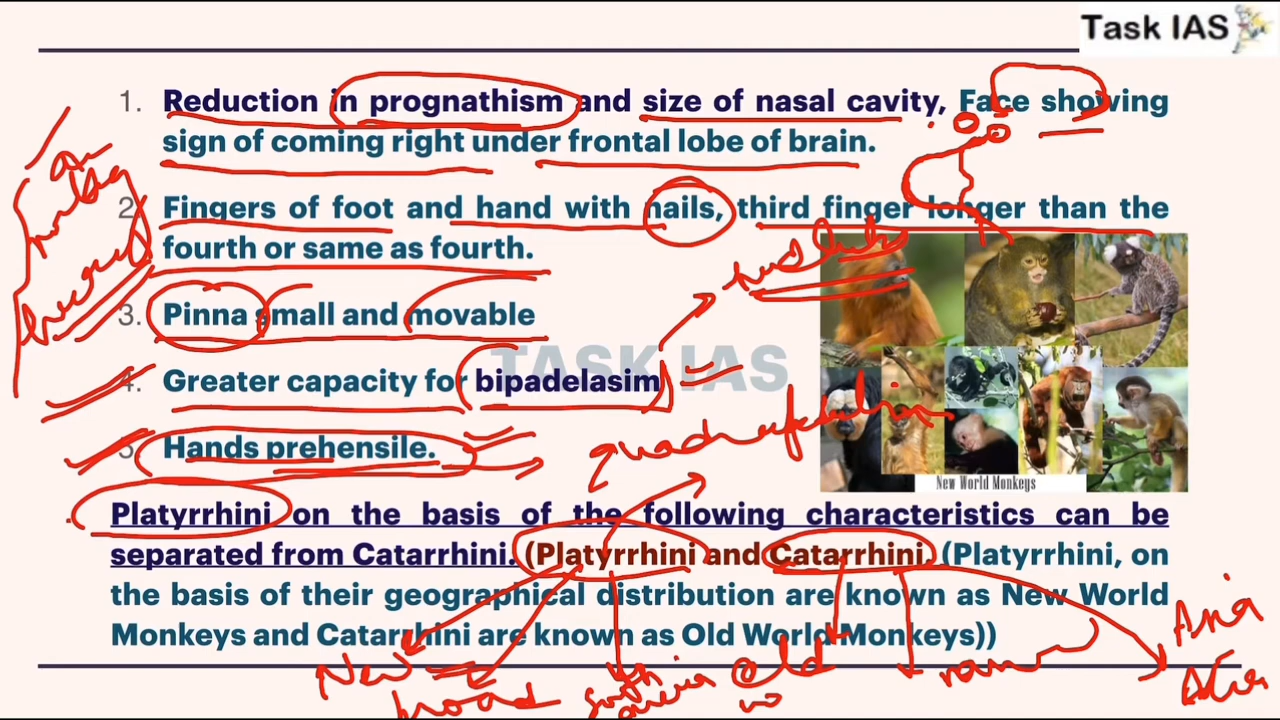 Task IAS
1. Reduction in prognathism and size of nasal cavity, Face showing
sign of coming right under frontal lobe of brain.
2. Fingers of foot and hand with nails, third finger longer than the
fourth or same as fourth.
3. Pinna small and movable
TASK IAS
4. Greater capacity for bipadelasim
5. Hands prehensile.
New World Monkeys
Platyrrhini on the basis of the following characteristics can be
separated from Catarrhini. (Platyrrhini and Catarrhini. (Platyrrhini, on
the basis of their geographical distribution are known as New World
Monkeys and Catarrhini are known as Old World Monkeys))
New
broad
South
America
Old
Asia